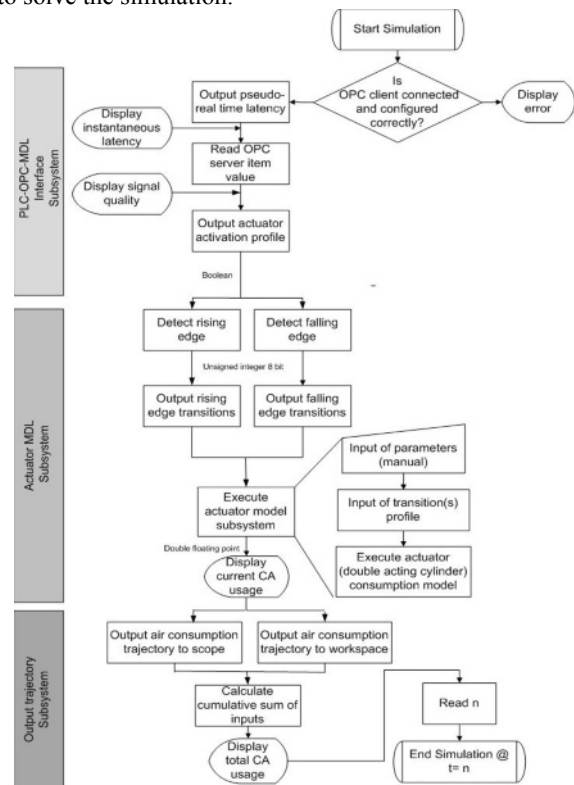 to solve the simulation.
Start Simulation
Is
OPC client connected
and configured
correctly?
Display
error
Output pseudo-
real time latency
Display
instantaneous
latency
Read OPC
server item
value
Display signal
quality
Output actuator
activation profile
Boolean
PLC-OPC-MDL
Interface
Subsystem
Detect rising
edge
Detect falling
edge
Unsigned integer 8 bit
Output rising
edge transitions
Output falling
edge transitions
Input of parameters
(manual)
Input of transition(s)
profile
Execute actuator
(double acting cylinder)
consumption model
Execute
actuator model
subsystem
Double floating point
Display
current CA
usage
Actuator MDL
Subsystem
Output air consumption
trajectory to scope
Output air consumption
trajectory to workspace
Calculate
cumulative sum of
inputs
Display
total CA
usage
Read n
End Simulation @
t= n
Output trajectory
Subsystem